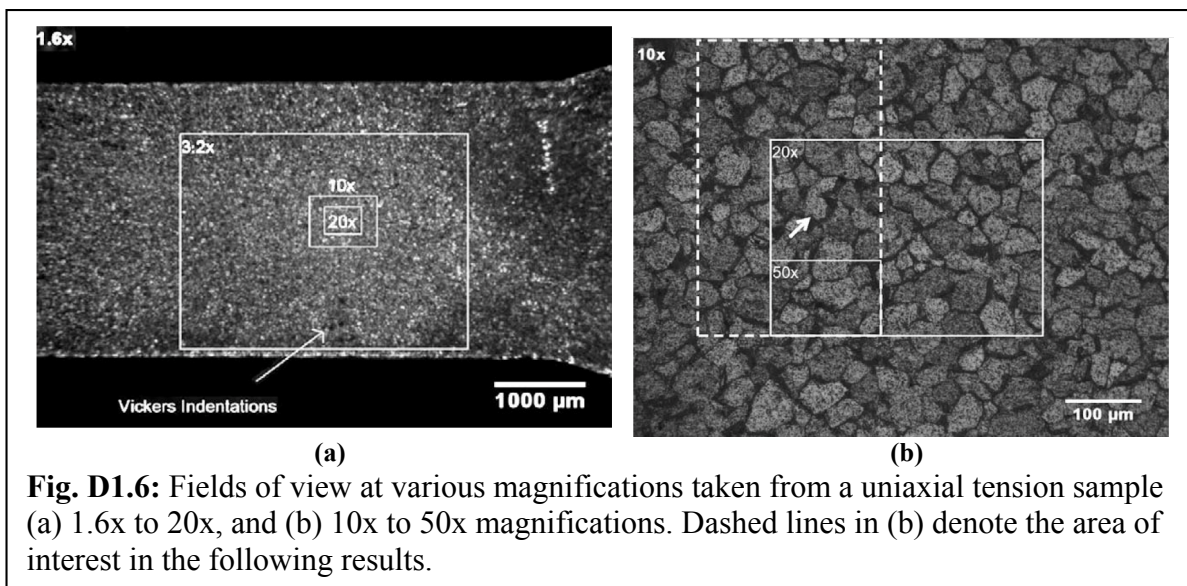 1.6x
3.2x
10x
20x
Vickers Indentations
1000 µm
(a)
10x
20x
50x
100 µm
(b)
Fig. D1.6: Fields of view at various magnifications taken from a uniaxial tension sample
(a) 1.6x to 20x, and (b) 10x to 50x magnifications. Dashed lines in (b) denote the area of
interest in the following results.